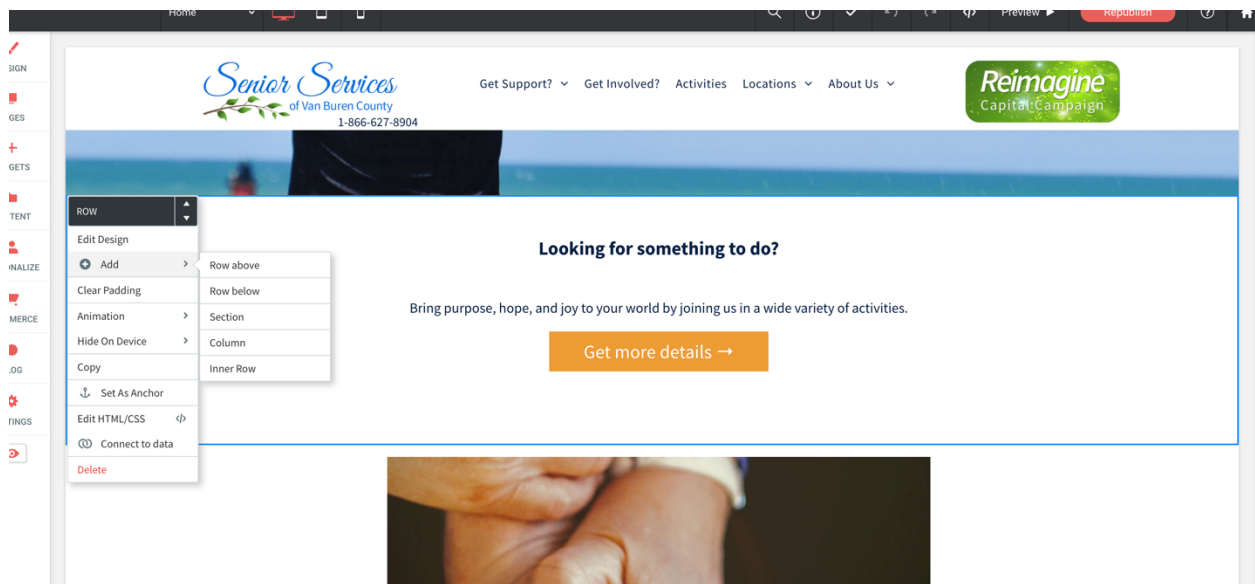 Home
Preview
Republish
Senior Services
of Van Buren County
1-866-627-8904
Get Support?
Get Involved?
Activities
Locations
About Us
Reimagine
Capital Campaign
SIGN
GES
GETS
TENT
ONALIZE
MERCE
OG
TINGS
ROW
Edit Design
Add
Clear Padding
Animation
Hide On Device
Copy
Set As Anchor
Edit HTML/CSS
Connect to data
Delete
Row above
Row below
Section
Column
Inner Row
Looking for something to do?
Bring purpose, hope, and joy to your world by joining us in a wide variety of activities.
Get more details →